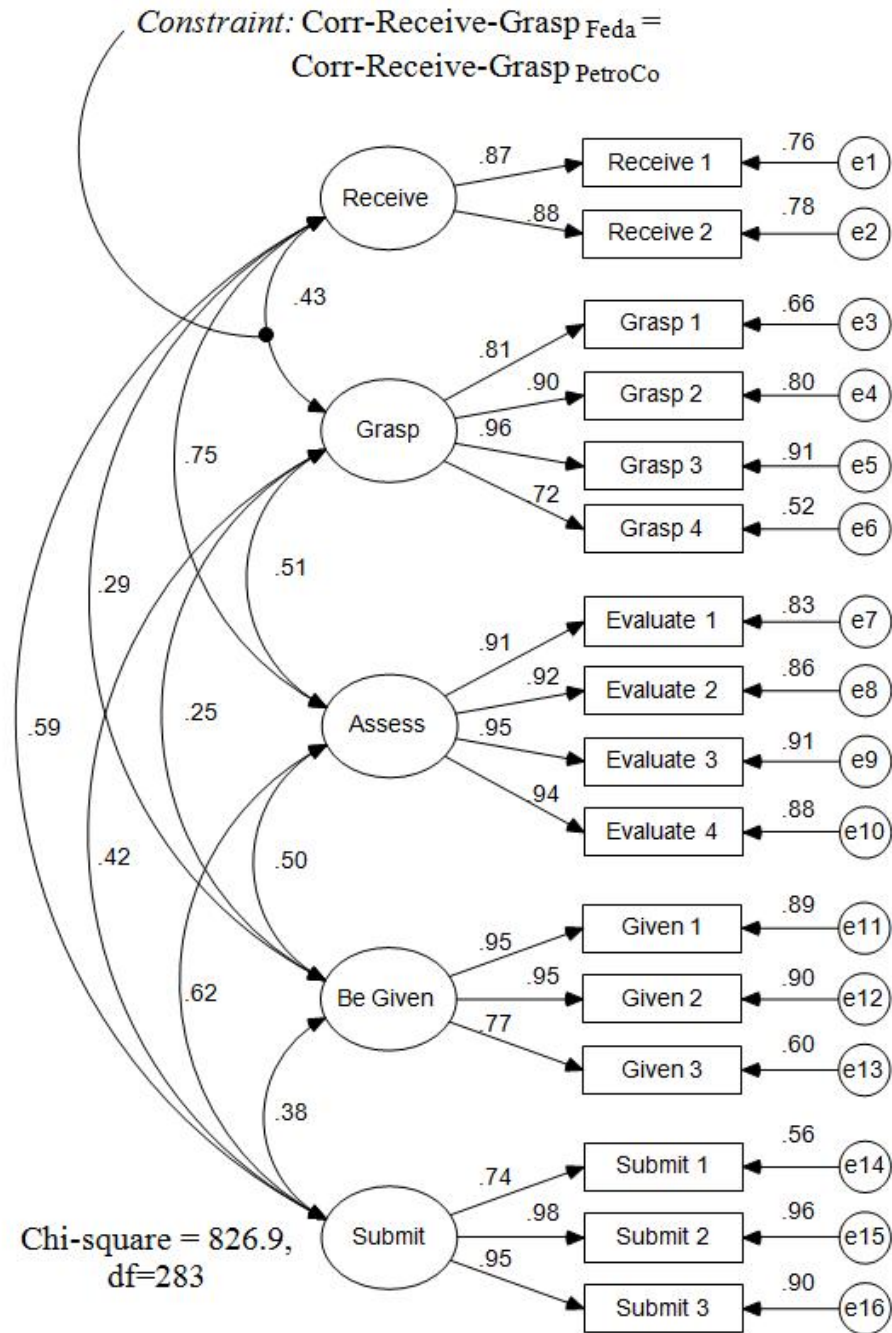 Constraint: Corr-Receive-Grasp Feda =
Corr-Receive-Grasp PetroCo
Receive
.87
Receive 1
.76
e1
.88
Receive 2
.78
e2
.43
Grasp
.81
Grasp 1
.66
e3
.90
Grasp 2
.80
e4
.96
Grasp 3
.91
e5
.72
Grasp 4
.52
e6
.75
.29
.51
.59
.25
Assess
.91
Evaluate 1
.83
e7
.92
Evaluate 2
.86
e8
.95
Evaluate 3
.91
e9
.94
Evaluate 4
.88
e10
.42
.50
.62
Be Given
.95
Given 1
.89
e11
.95
Given 2
.90
e12
.77
Given 3
.60
e13
.38
Submit
.74
Submit 1
.56
e14
.98
Submit 2
.96
e15
.95
Submit 3
.90
e16
Chi-square = 826.9,
df=283